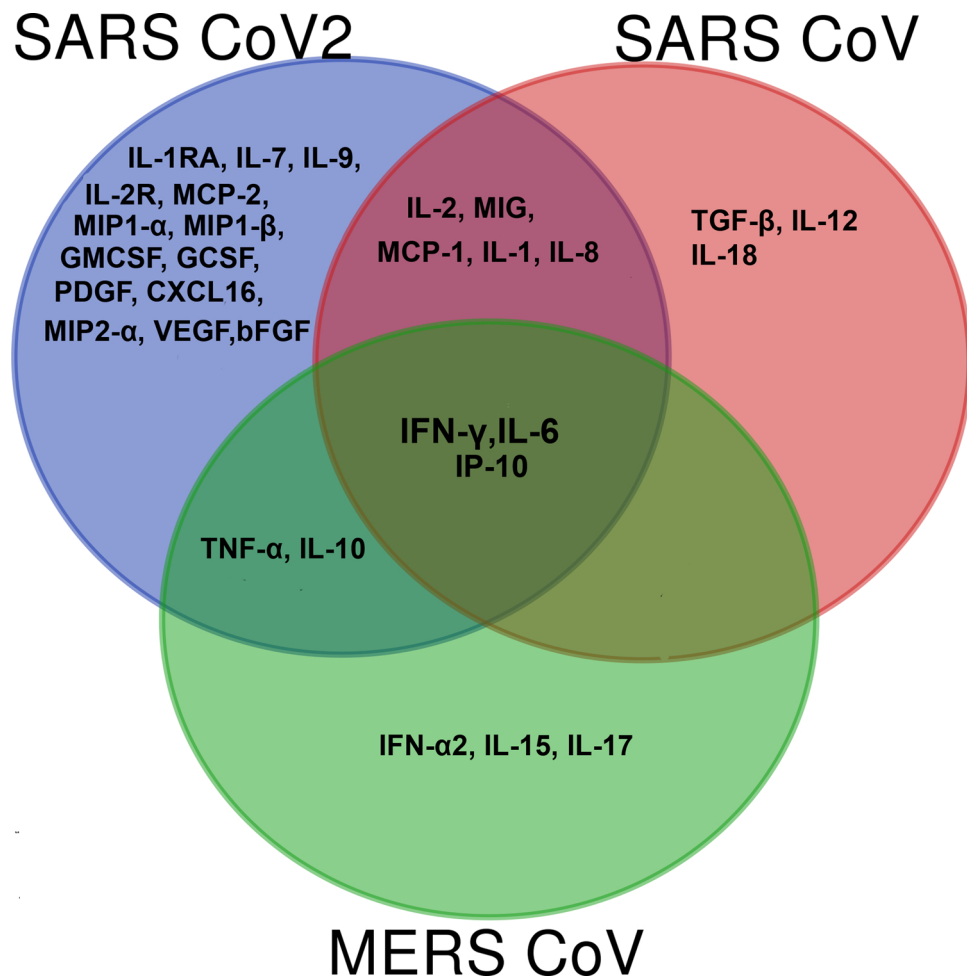 SARS CoV2
SARS CoV
IL-1RA, IL-7, IL-9,
IL-2R, MCP-2,
MIP1-α, MIP1-β,
GMCSF, GCSF,
PDGF, CXCL16,
MIP2-α, VEGF,bFGF
IL-2, MIG,
MCP-1, IL-1, IL-8
TGF-β, IL-12
IL-18
IFN-γ,IL-6
IP-10
TNF-α, IL-10
IFN-α2, IL-15, IL-17
MERS CoV